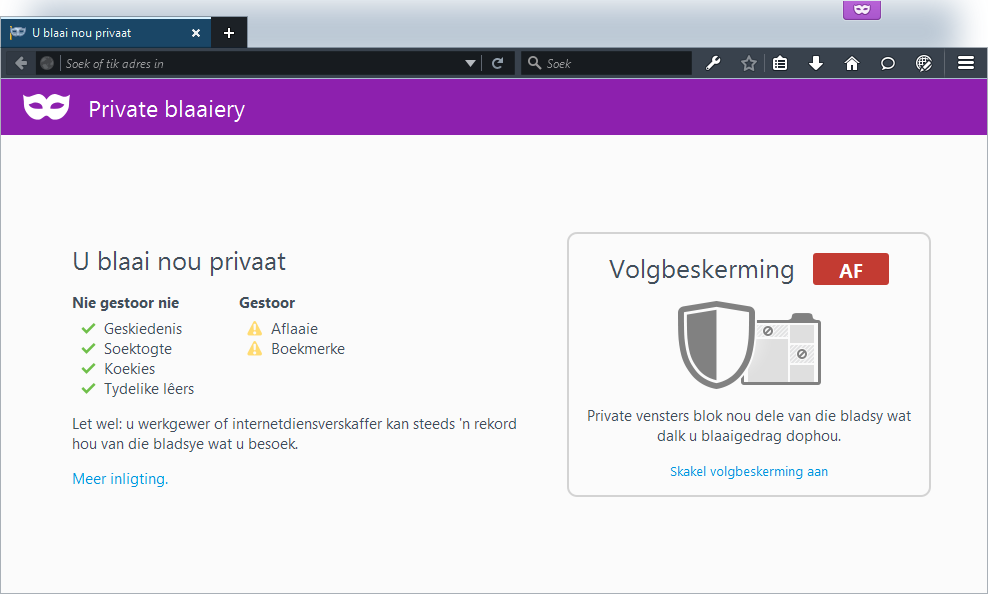 U blaai nou privaat
Soek of tik adres in
Soek
Private blaaiery
U blaai nou privaat
Nie gestoor nie
Geskiedenis
Soektogte
Koekies
Tydelike lêers
Gestoor
Aflaaie
Boekmerke
Let wel: u werkgewer of internetdiensverskaffer kan steeds 'n rekord
hou van die bladsye wat u besoek.
Meer inligting.
Volgbeskerming
AF
Private vensters blok nou dele van die bladsy wat
dalk u blaaigedrag dophou.
Skakel volgbeskerming aan